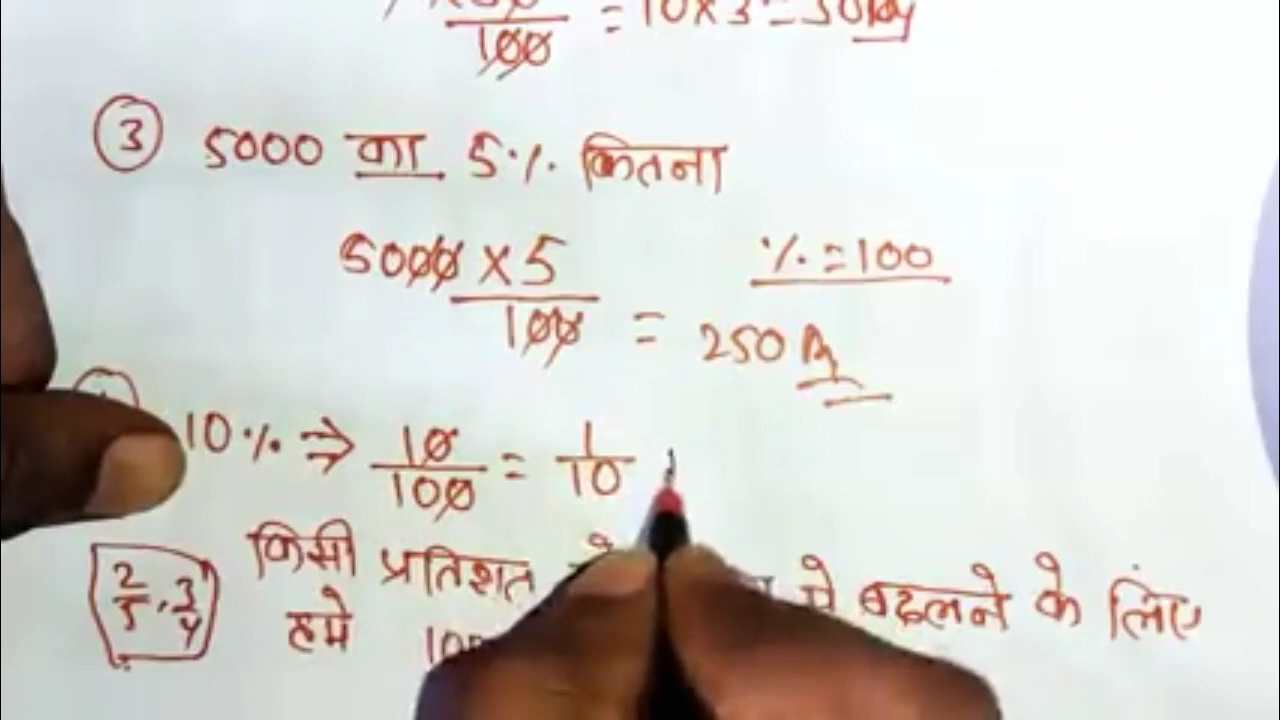 100 = 10×3 = 30 Ay
③ 5000 का 5% कितना
5000 × 5 %=100
100 = 250 A
10% ⇒ 10/100 = 1/10
किसी प्रतिशत में बदलने के लिए
2/5, 3/4 हमे